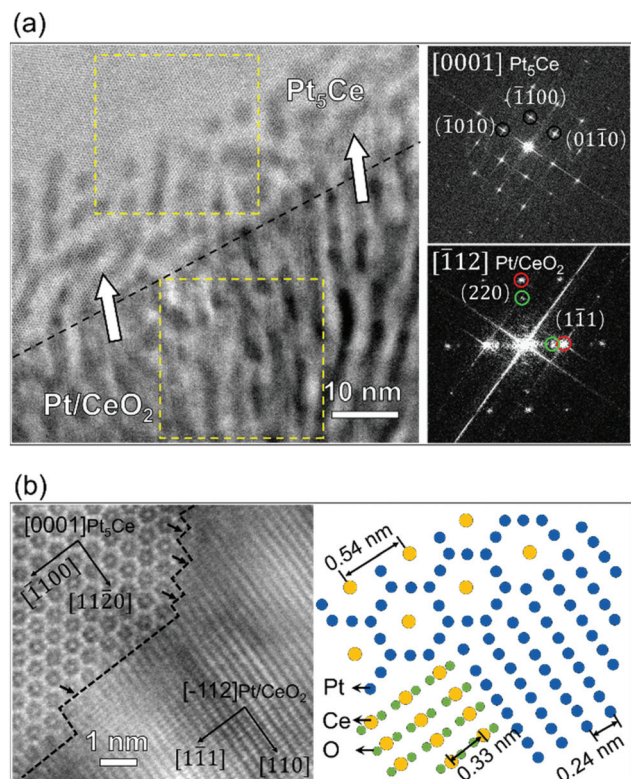 (a)
Pt₅Ce
Pt/CeO₂
10 nm
[0001] Pt₅Ce
(1̄100)
(1̄010)
(011̄0)
[1̄12] Pt/CeO₂
(220)
(11̄1)
(b)
[0001]Pt₅Ce
[1̄100]
[112̄0]
[-112]Pt/CeO₂
[11̄1]
[110]
1 nm
0.54 nm
Pt
Ce
O
0.33 nm
0.24 nm